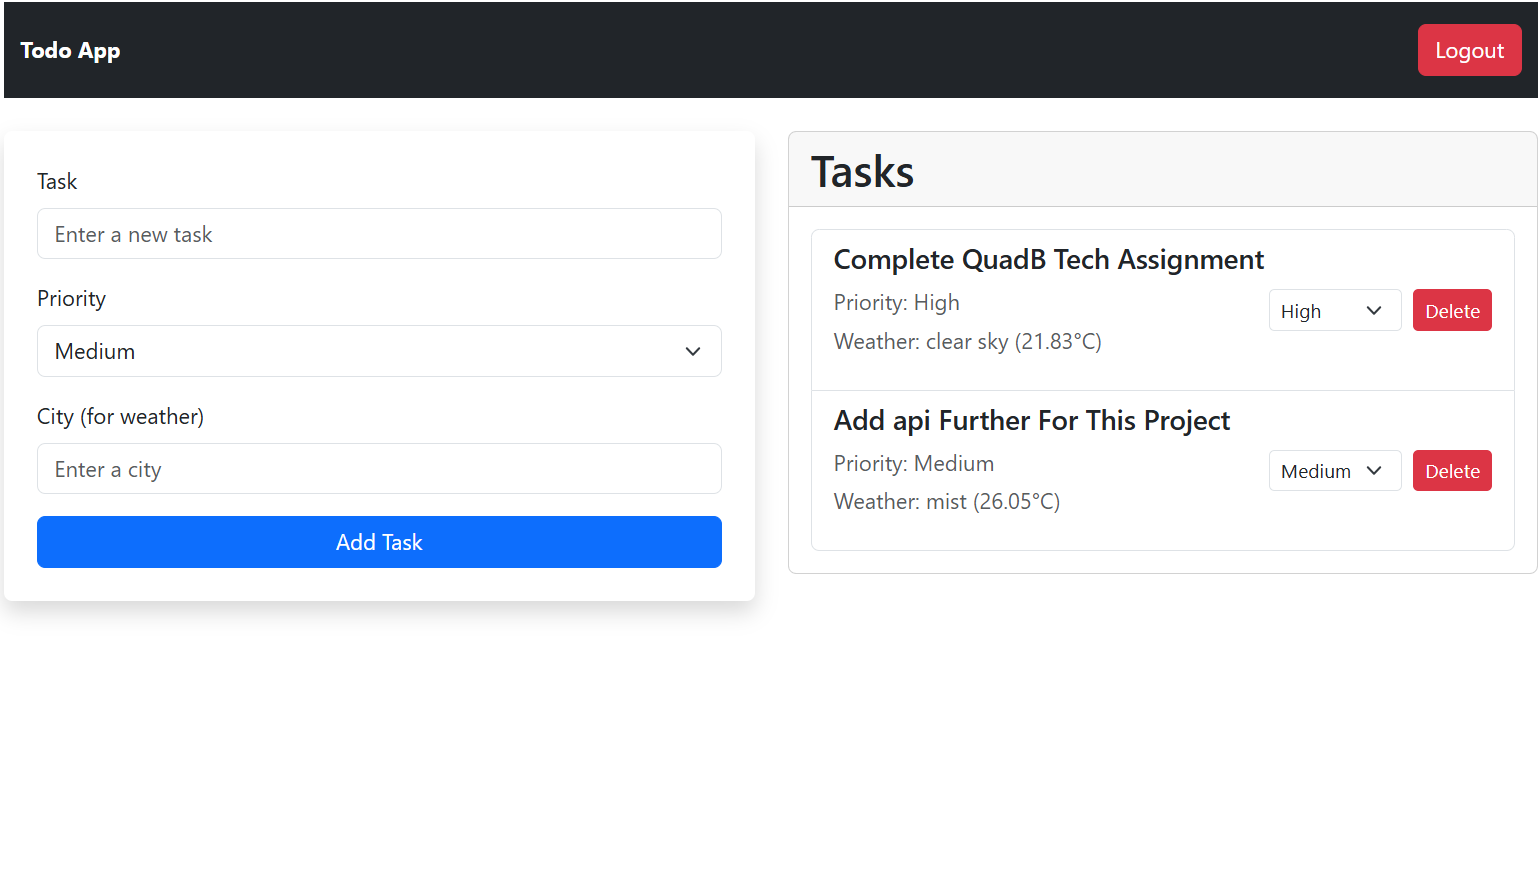 Todo App
Logout
Task
Enter a new task
Priority
Medium
City (for weather)
Enter a city
Add Task
Tasks
Complete QuadB Tech Assignment
Priority: High
Weather: clear sky (21.83°C)
High
Delete
Add api Further For This Project
Priority: Medium
Weather: mist (26.05°C)
Medium
Delete